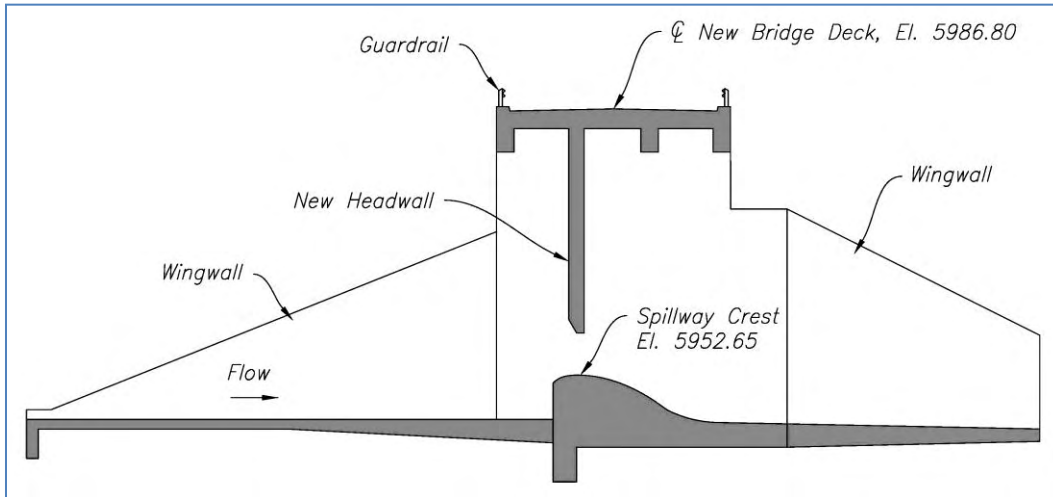 Guardrail
℄ New Bridge Deck, El. 5986.80
New Headwall
Wingwall
Wingwall
Spillway Crest
El. 5952.65
Flow